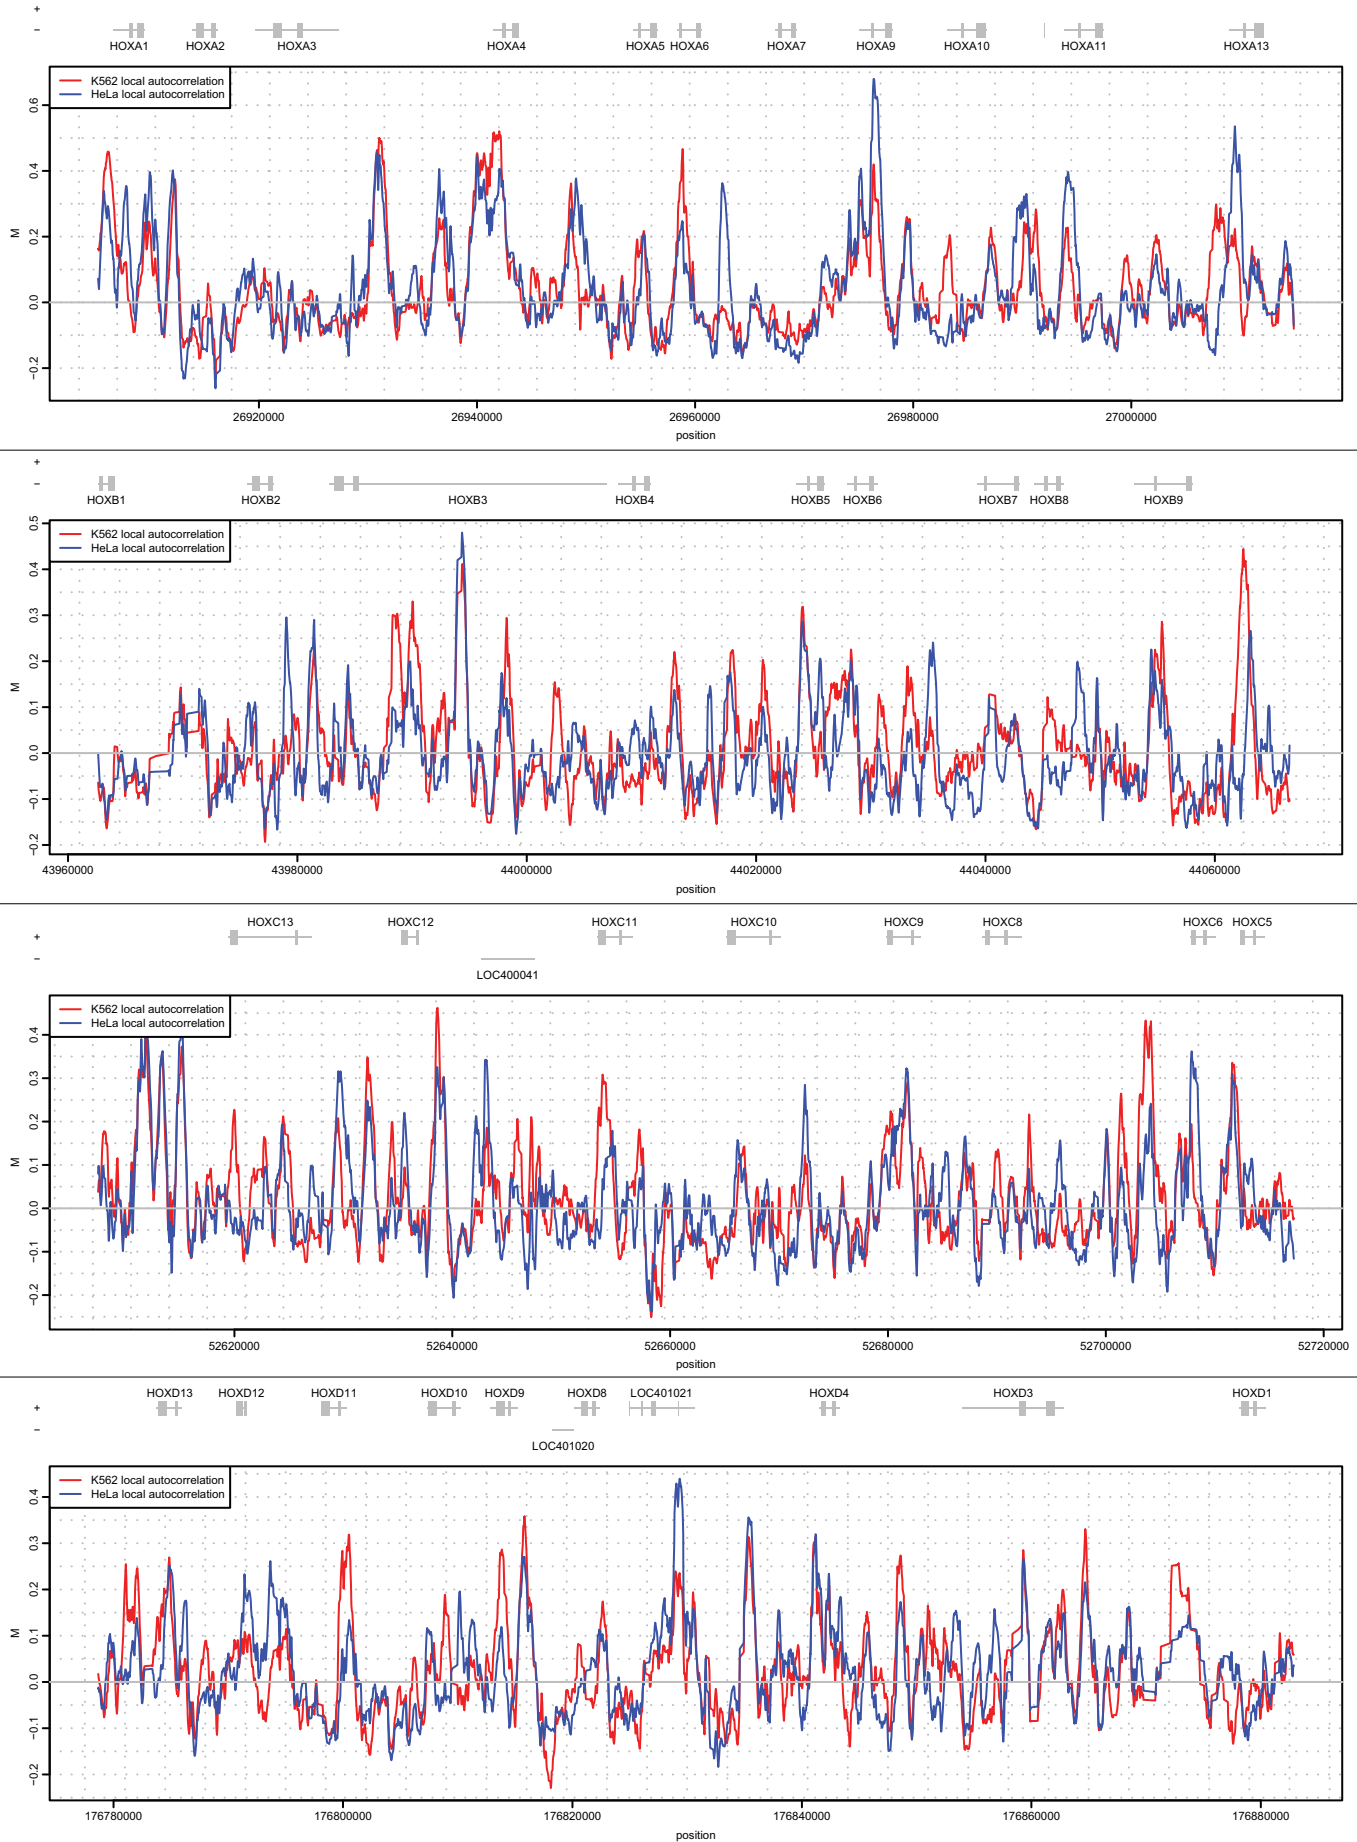 +
−
HOXA1 HOXA2 HOXA3 HOXA4 HOXA5 HOXA6 HOXA7 HOXA9 HOXA10 HOXA11 HOXA13
K562 local autocorrelation
HeLa local autocorrelation
M
0.6
0.4
0.2
0.0
−0.2
26920000 26940000 26960000 26980000 27000000
position
+
−
HOXB1 HOXB2 HOXB3 HOXB4 HOXB5 HOXB6 HOXB7 HOXB8 HOXB9
K562 local autocorrelation
HeLa local autocorrelation
M
0.5
0.4
0.3
0.2
0.1
0.0
−0.1
−0.2
43960000 43980000 44000000 44020000 44040000 44060000
position
HOXC13 HOXC12 HOXC11 HOXC10 HOXC9 HOXC8 HOXC6 HOXC5
+
−
LOC400041
K562 local autocorrelation
HeLa local autocorrelation
M
0.4
0.3
0.2
0.1
0.0
−0.1
−0.2
52620000 52640000 52660000 52680000 52700000 52720000
position
HOXD13 HOXD12 HOXD11 HOXD10 HOXD9 HOXD8 LOC401021 HOXD4 HOXD3 HOXD1
+
−
LOC401020
K562 local autocorrelation
HeLa local autocorrelation
M
0.4
0.3
0.2
0.1
0.0
−0.1
−0.2
176780000 176800000 176820000 176840000 176860000 176880000
position